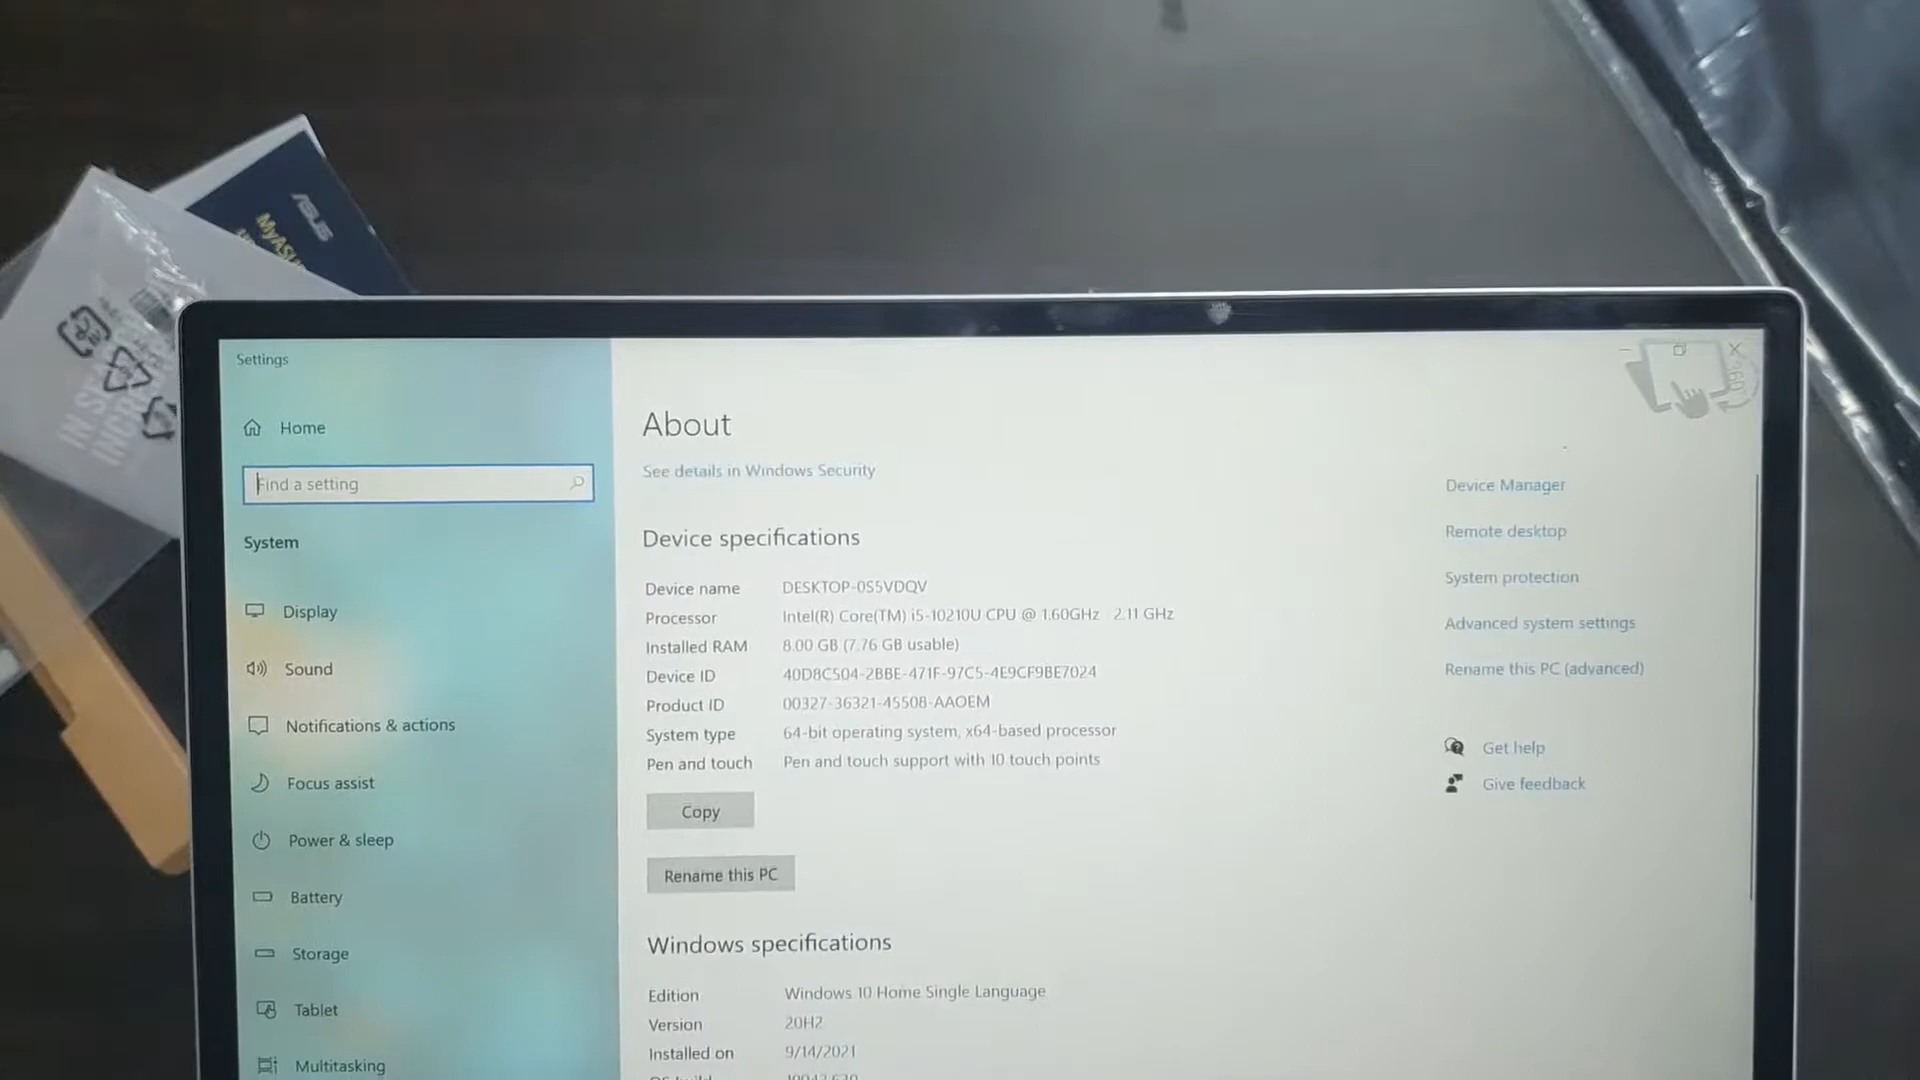 ASUS
MyASUS
IN SE
INCRE
Settings
Home
Find a setting
System
Display
Sound
Notifications & actions
Focus assist
Power & sleep
Battery
Storage
Tablet
Multitasking
About
See details in Windows Security
Device specifications
Device name DESKTOP-0S5VDQV
Processor Intel(R) Core(TM) i5-10210U CPU @ 1.60GHz 2.11 GHz
Installed RAM 8.00 GB (7.76 GB usable)
Device ID 40D8C504-2BBE-471F-97C5-4E9CF9BE7024
Product ID 00327-36321-45508-AAOEM
System type 64-bit operating system, x64-based processor
Pen and touch Pen and touch support with 10 touch points
Copy
Rename this PC
Windows specifications
Edition Windows 10 Home Single Language
Version 20H2
Installed on 9/14/2021
Device Manager
Remote desktop
System protection
Advanced system settings
Rename this PC (advanced)
Get help
Give feedback